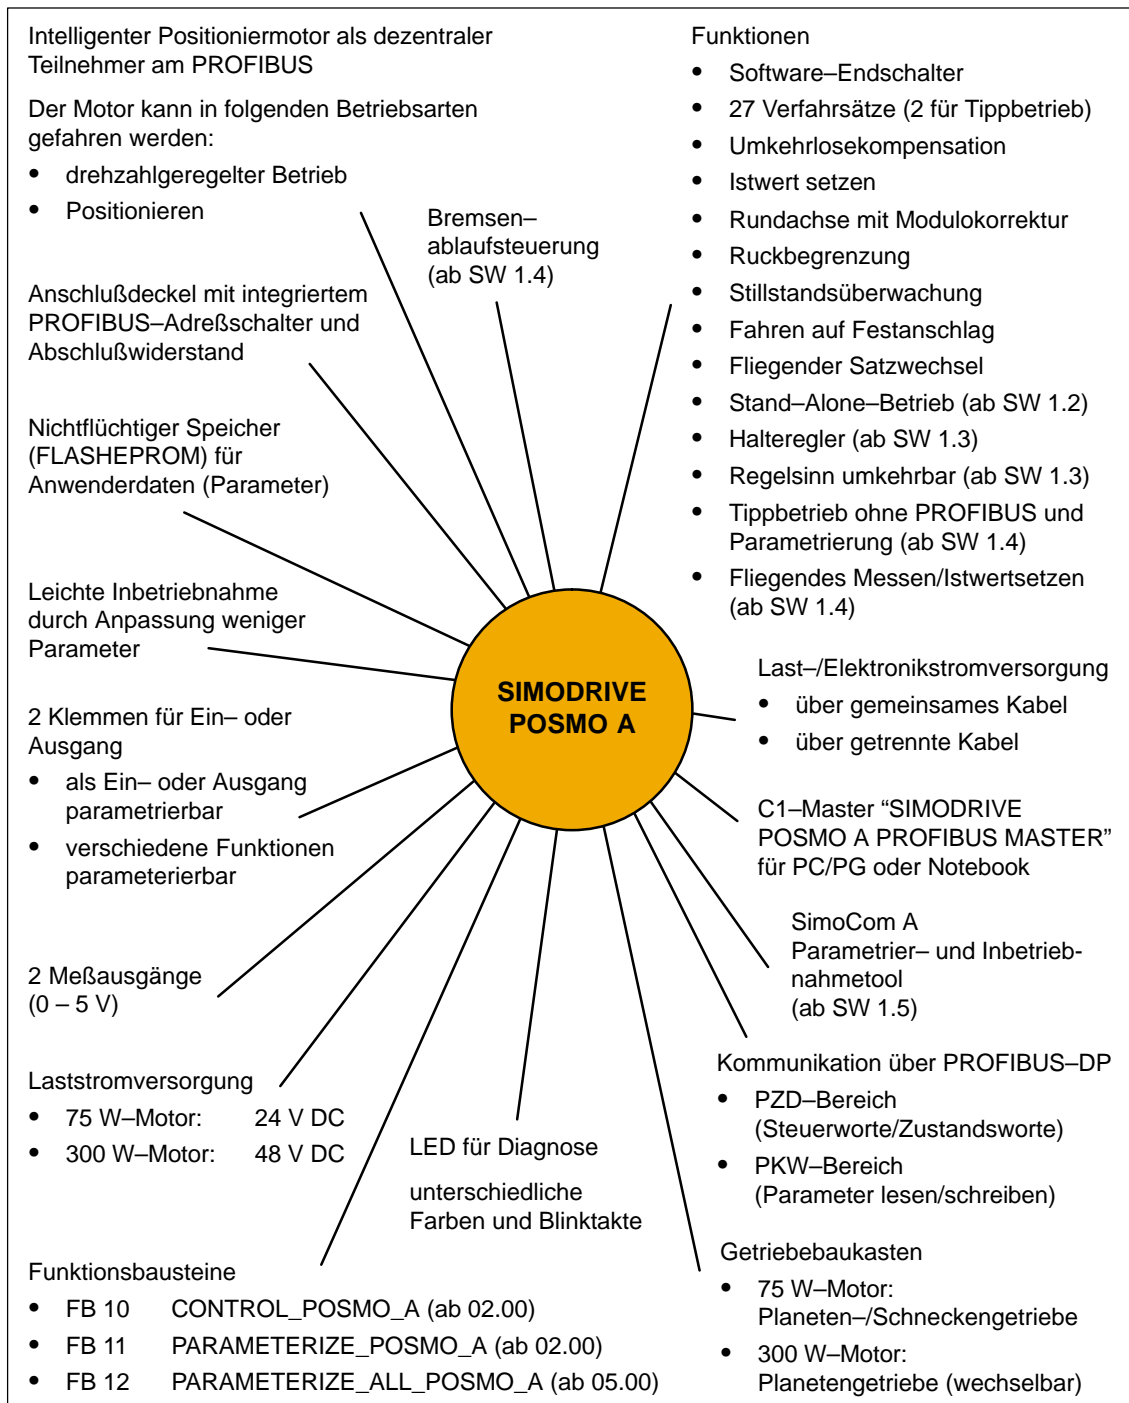 Intelligenter Positioniermotor als dezentraler
Teilnehmer am PROFIBUS
Der Motor kann in folgenden Betriebsarten
gefahren werden:
• drehzahlgeregelter Betrieb
• Positionieren
Bremsen–
ablaufsteuerung
(ab SW 1.4)
Anschlußdeckel mit integriertem
PROFIBUS–Adreßschalter und
Abschlußwiderstand
Nichtflüchtiger Speicher
(FLASHEPROM) für
Anwenderdaten (Parameter)
Leichte Inbetriebnahme
durch Anpassung weniger
Parameter
2 Klemmen für Ein– oder
Ausgang
• als Ein– oder Ausgang
parametrierbar
• verschiedene Funktionen
parameterierbar
2 Meßausgänge
(0 – 5 V)
Laststromversorgung
• 75 W–Motor: 24 V DC
• 300 W–Motor: 48 V DC
Funktionsbausteine
• FB 10 CONTROL_POSMO_A (ab 02.00)
• FB 11 PARAMETERIZE_POSMO_A (ab 02.00)
• FB 12 PARAMETERIZE_ALL_POSMO_A (ab 05.00)
LED für Diagnose
unterschiedliche
Farben und Blinktakte
SIMODRIVE
POSMO A
Funktionen
• Software–Endschalter
• 27 Verfahrsätze (2 für Tippbetrieb)
• Umkehrlosekompensation
• Istwert setzen
• Rundachse mit Modulokorrektur
• Ruckbegrenzung
• Stillstandsüberwachung
• Fahren auf Festanschlag
• Fliegender Satzwechsel
• Stand–Alone–Betrieb (ab SW 1.2)
• Halteregler (ab SW 1.3)
• Regelsinn umkehrbar (ab SW 1.3)
• Tippbetrieb ohne PROFIBUS und
Parametrierung (ab SW 1.4)
• Fliegendes Messen/Istwertsetzen
(ab SW 1.4)
Last–/Elektronikstromversorgung
• über gemeinsames Kabel
• über getrennte Kabel
C1–Master “SIMODRIVE
POSMO A PROFIBUS MASTER”
für PC/PG oder Notebook
SimoCom A
Parametrier– und Inbetrieb-
nahmetool
(ab SW 1.5)
Kommunikation über PROFIBUS–DP
• PZD–Bereich
(Steuerworte/Zustandsworte)
• PKW–Bereich
(Parameter lesen/schreiben)
Getriebebaukasten
• 75 W–Motor:
Planeten–/Schneckengetriebe
• 300 W–Motor:
Planetengetriebe (wechselbar)